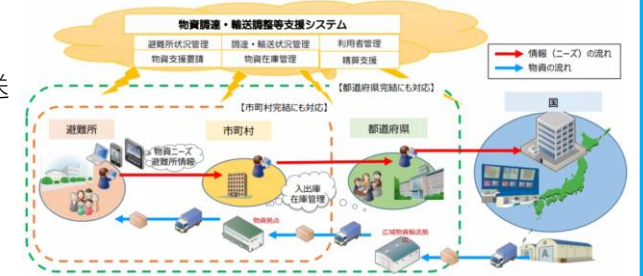 物資調達・輸送調整等支援システム
避難所状況管理
調達・輸送状況管理
利用者管理
物資支援要請
物資在庫管理
精算支援
情報（ニーズ）の流れ
物資の流れ
【都道府県完結にも対応】
【市町村完結にも対応】
避難所
市町村
都道府県
国
物資ニーズ
避難所情報
入出庫
在庫管理
物資拠点
広域物資輸送拠